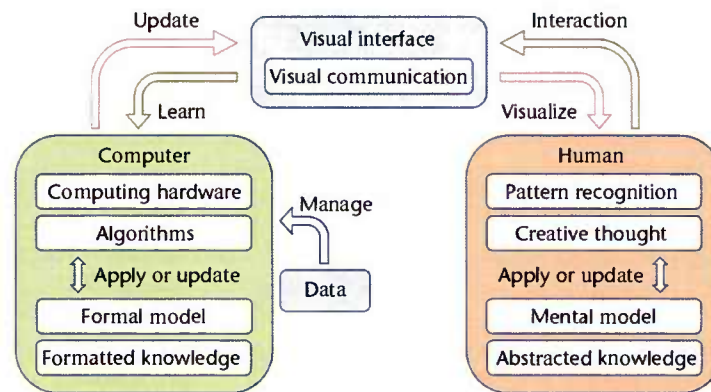 Update
Visual interface
Interaction
Visual communication
Learn
Visualize
Computer
Human
Computing hardware
Pattern recognition
Manage
Algorithms
Creative thought
Apply or update
Data
Apply or update
Formal model
Mental model
Formatted knowledge
Abstracted knowledge